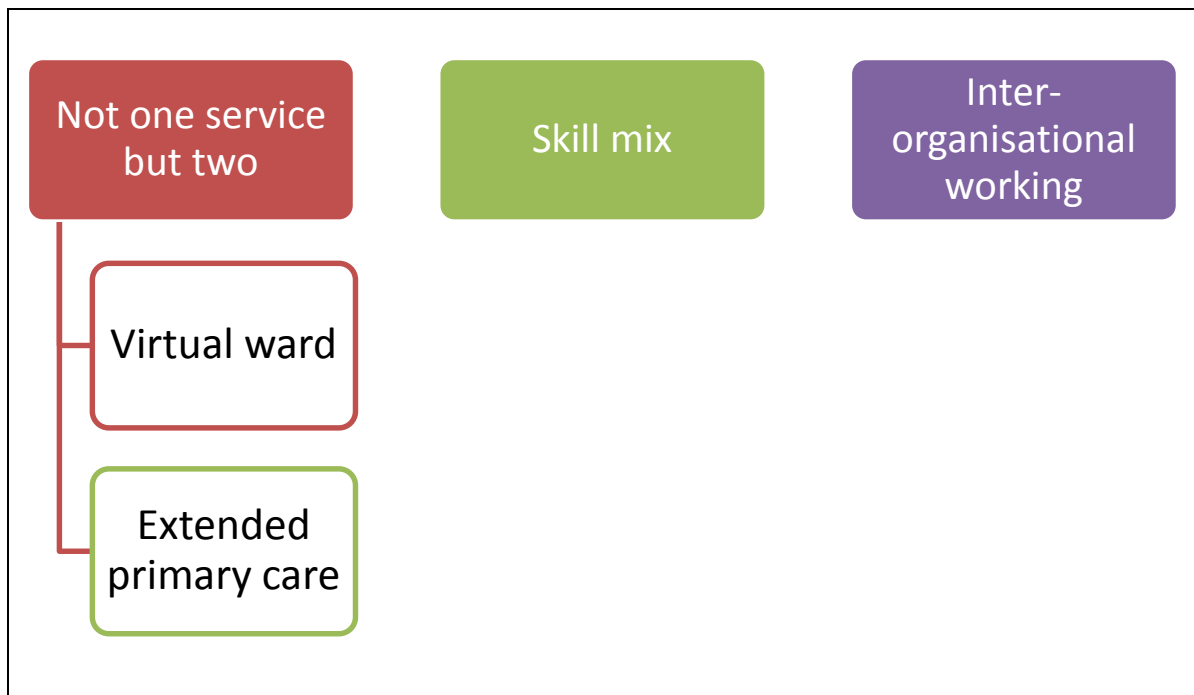 Not one service
but two
Skill mix
Inter-
organisational
working
Virtual ward
Extended
primary care